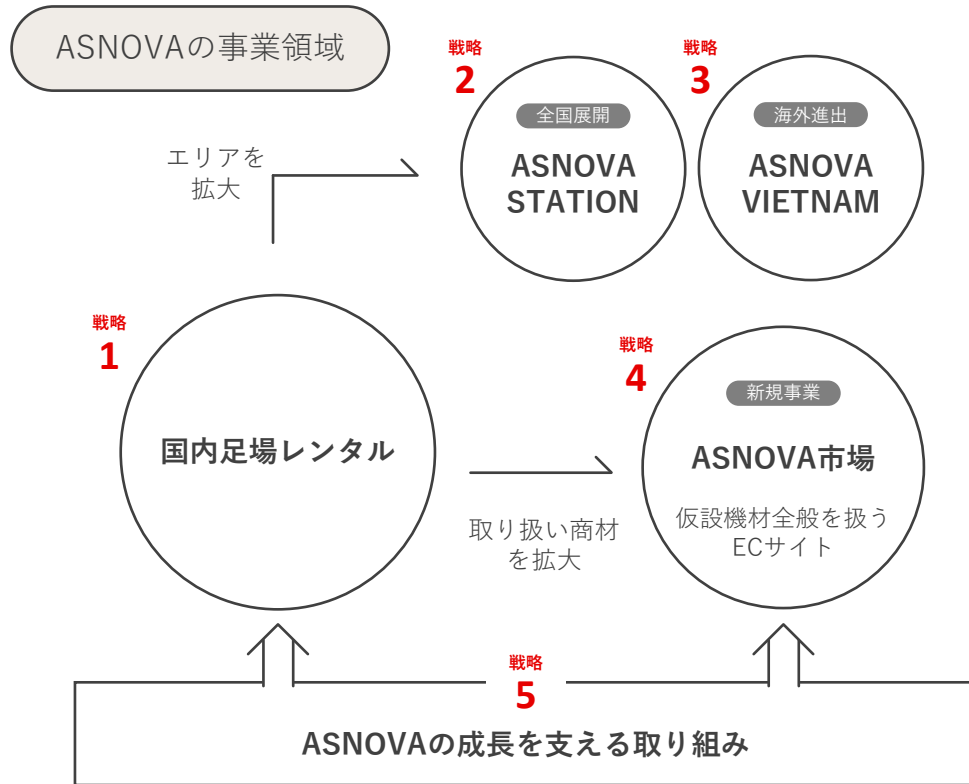 ASNOVAの事業領域
戦略
2
全国展開
ASNOVA
STATION
戦略
3
海外進出
ASNOVA
VIETNAM
エリアを
拡大
戦略
1
国内足場レンタル
取り扱い商材
を拡大
戦略
4
新規事業
ASNOVA市場
仮設機材全般を扱う
ECサイト
戦略
5
ASNOVAの成長を支える取り組み